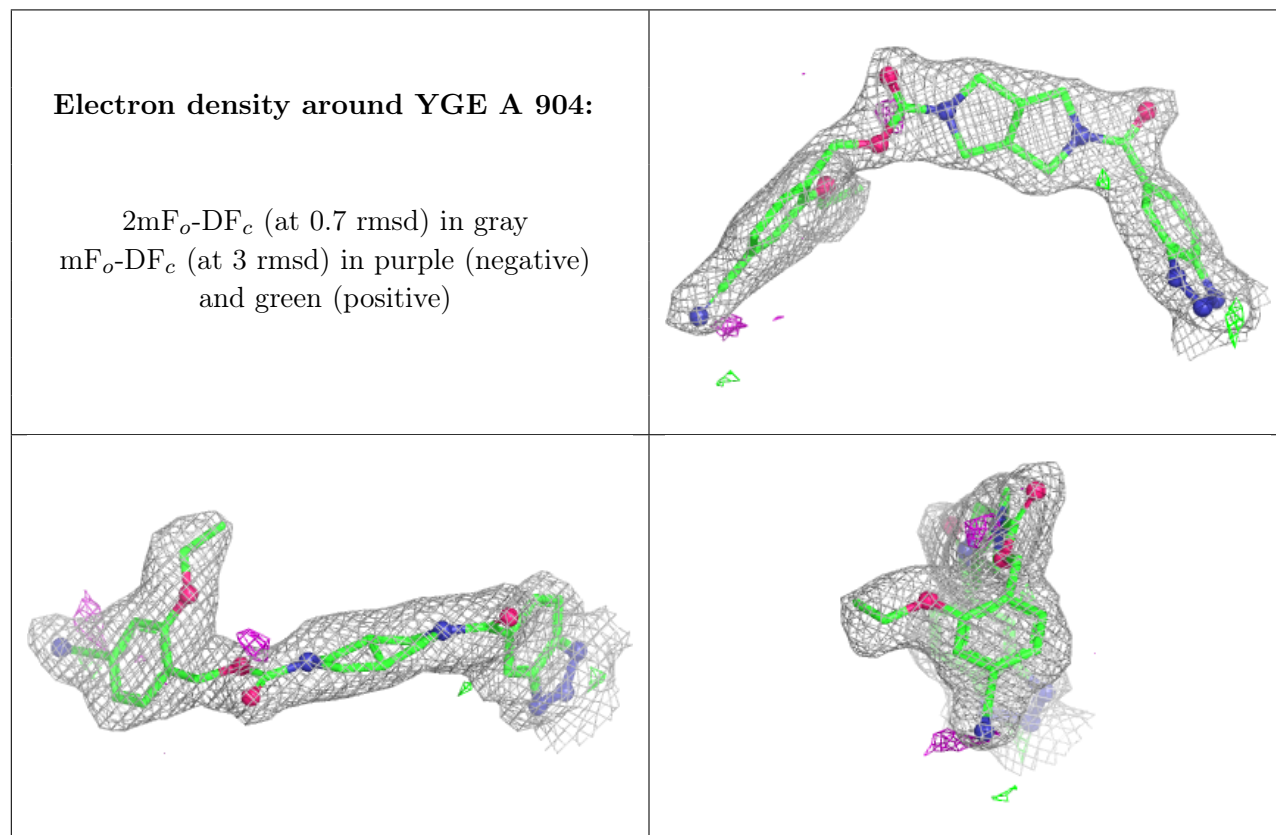 Electron density around YGE A 904:
2mFo-DFc (at 0.7 rmsd) in gray
mFo-DFc (at 3 rmsd) in purple (negative)
and green (positive)